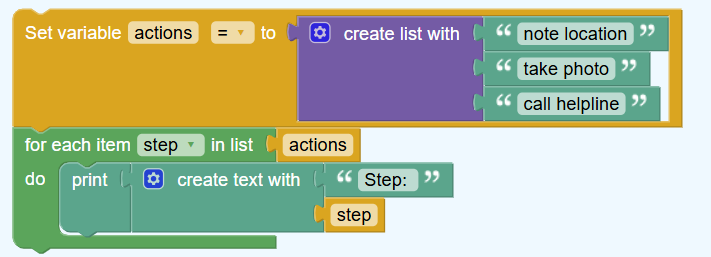 Set variable actions = to create list with “ note location ”
“ take photo ”
“ call helpline ”
for each item step in list actions
do print create text with “ Step: ”
step